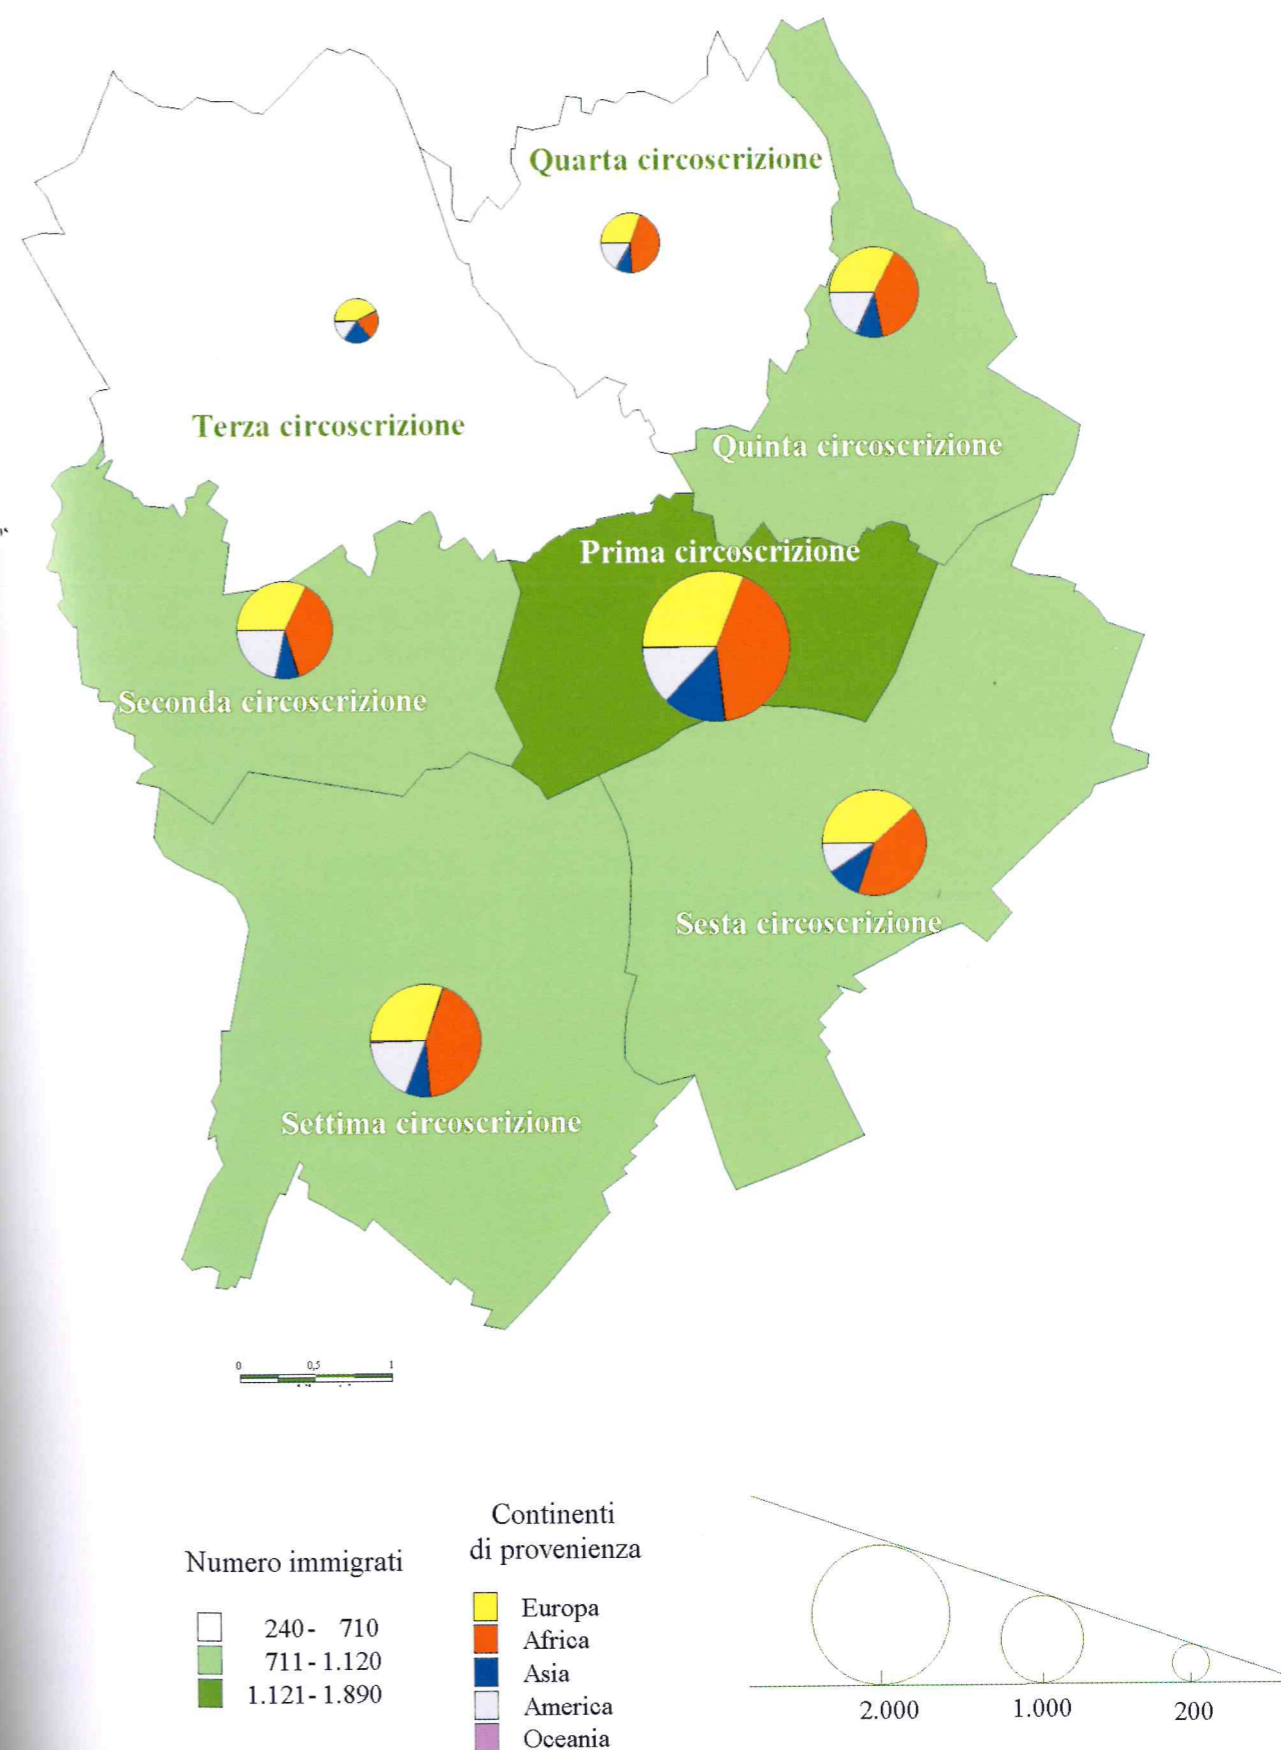 Quarta circoscrizione
Terza circoscrizione
Quinta circoscrizione
Prima circoscrizione
Seconda circoscrizione
Sesta circoscrizione
Settima circoscrizione
0 0,5 1
Numero immigrati
240- 710
711-1.120
1.121-1.890
Continenti
di provenienza
Europa
Africa
Asia
America
Oceania
2.000 1.000 200